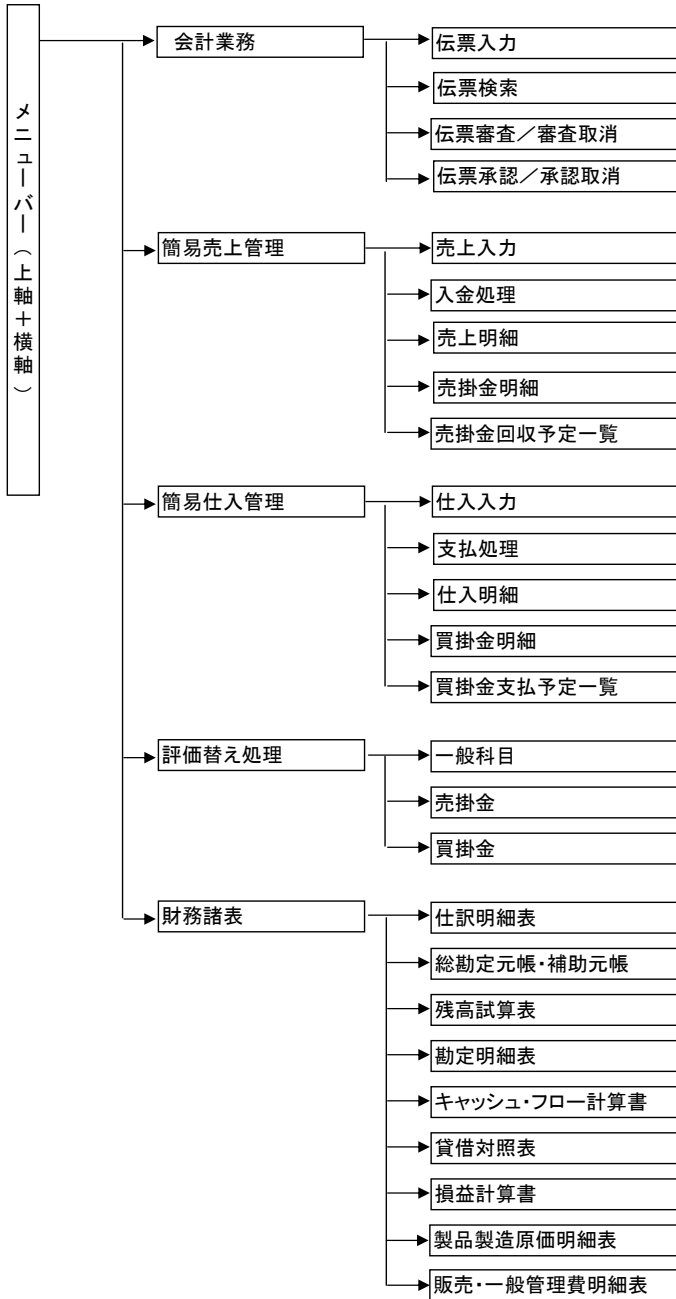 メニューバー（上軸＋横軸）
会計業務
伝票入力
伝票検索
伝票審査／審査取消
伝票承認／承認取消
簡易売上管理
売上入力
入金処理
売上明細
売掛金明細
売掛金回収予定一覧
簡易仕入管理
仕入入力
支払処理
仕入明細
買掛金明細
買掛金支払予定一覧
評価替え処理
一般科目
売掛金
買掛金
財務諸表
仕訳明細表
総勘定元帳・補助元帳
残高試算表
勘定明細表
キャッシュ・フロー計算書
貸借対照表
損益計算書
製品製造原価明細表
販売・一般管理費明細表